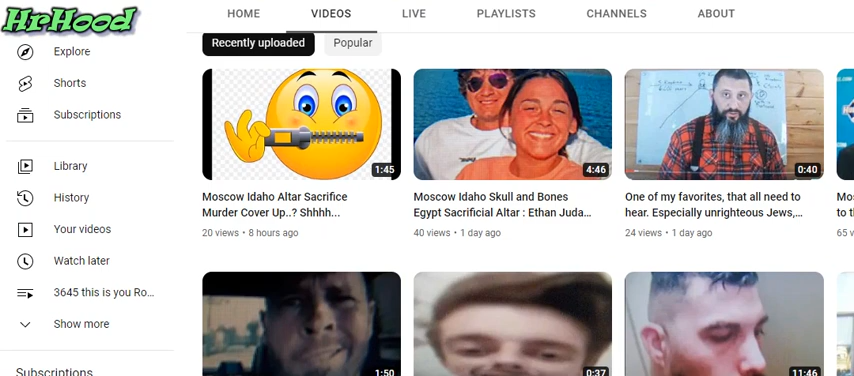 HrHood
HOME VIDEOS LIVE PLAYLISTS CHANNELS ABOUT
Explore
Shorts
Subscriptions
Library
History
Your videos
Watch later
3645 this is you Ro...
Show more
Subscriptions
Recently uploaded Popular
1:45 4:46 0:40
Moscow Idaho Altar Sacrifice
Murder Cover Up..? Shhhh...
20 views • 8 hours ago
Moscow Idaho Skull and Bones
Egypt Sacrificial Altar : Ethan Juda...
40 views • 1 day ago
One of my favorites, that all need to
hear. Especially unrighteous Jews,...
24 views • 1 day ago
to
65 v
1:50 0:37 11:46